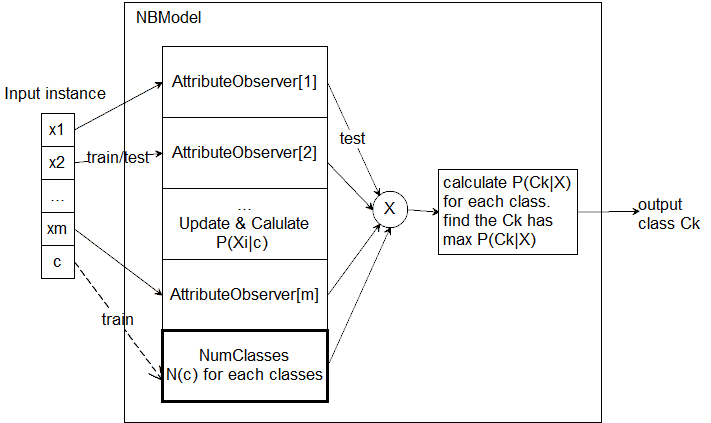 NBModel
Input instance
x1
x2
...
xm
c
train/test
train
AttributeObserver[1]
AttributeObserver[2]
...
Update & Calulate
P(Xi|c)
AttributeObserver[m]
NumClasses
N(c) for each classes
test
X
calculate P(Ck|X)
for each class.
find the Ck has
max P(Ck|X)
output
class Ck